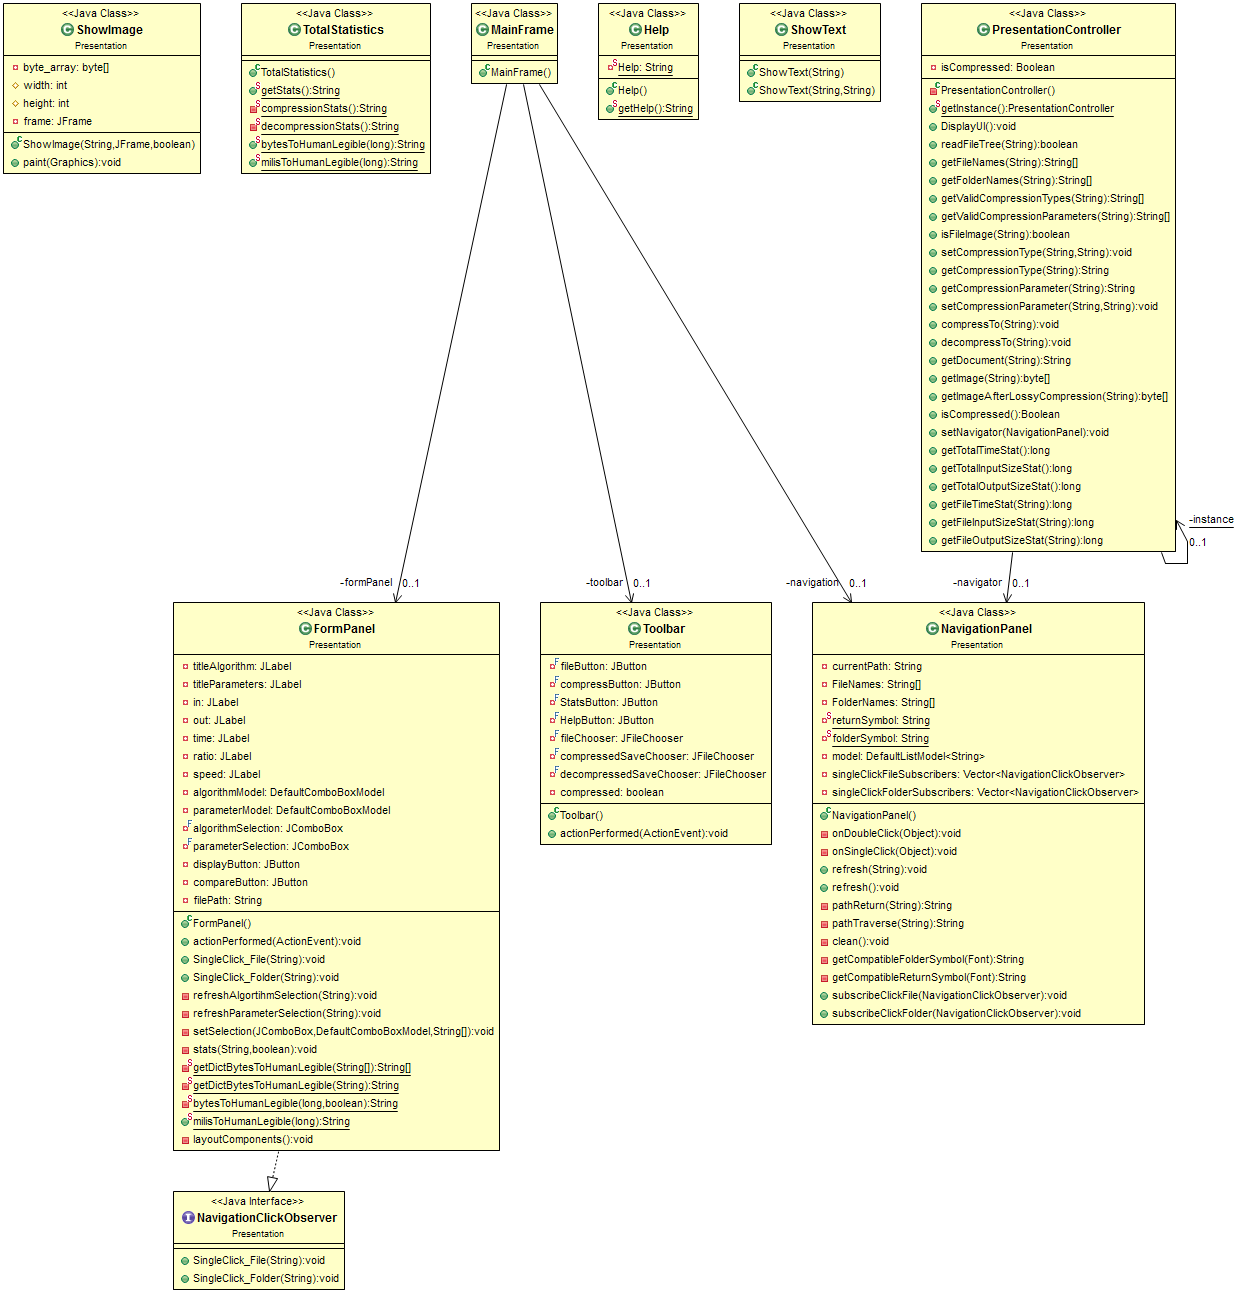 <<Java Class>>
ShowImage
Presentation
byte_array: byte[]
width: int
height: int
frame: JFrame
ShowImage(String,JFrame,boolean)
paint(Graphics):void
<<Java Class>>
TotalStatistics
Presentation
TotalStatistics()
getStats():String
compressionStats():String
decompressionStats():String
bytesToHumanLegible(long):String
milisToHumanLegible(long):String
<<Java Class>>
MainFrame
Presentation
MainFrame()
<<Java Class>>
Help
Presentation
Help: String
Help()
getHelp():String
<<Java Class>>
ShowText
Presentation
ShowText(String)
ShowText(String,String)
<<Java Class>>
PresentationController
Presentation
isCompressed: Boolean
PresentationController()
getInstance():PresentationController
DisplayUI():void
readFileTree(String):boolean
getFileNames(String):String[]
getFolderNames(String):String[]
getValidCompressionTypes(String):String[]
getValidCompressionParameters(String):String[]
isFileImage(String):boolean
setCompressionType(String,String):void
getCompressionType(String):String
getCompressionParameter(String):String
setCompressionParameter(String,String):void
compressTo(String):void
decompressTo(String):void
getDocument(String):String
getImage(String):byte[]
getImageAfterLossyCompression(String):byte[]
isCompressed():Boolean
setNavigator(NavigationPanel):void
getTotalTimeStat():long
getTotalInputSizeStat():long
getTotalOutputSizeStat():long
getFileTimeStat(String):long
getFileInputSizeStat(String):long
getFileOutputSizeStat(String):long
-instance
0..1
-formPanel 0..1
-toolbar 0..1
-navigation 0..1
-navigator 0..1
<<Java Class>>
FormPanel
Presentation
titleAlgorithm: JLabel
titleParameters: JLabel
in: JLabel
out: JLabel
time: JLabel
ratio: JLabel
speed: JLabel
algorithmModel: DefaultComboBoxModel
parameterModel: DefaultComboBoxModel
algorithmSelection: JComboBox
parameterSelection: JComboBox
displayButton: JButton
compareButton: JButton
filePath: String
FormPanel()
actionPerformed(ActionEvent):void
SingleClick_File(String):void
SingleClick_Folder(String):void
refreshAlgortihmSelection(String):void
refreshParameterSelection(String):void
setSelection(JComboBox,DefaultComboBoxModel,String[]):void
stats(String,boolean):void
getDictBytesToHumanLegible(String[]):String[]
getDictBytesToHumanLegible(String):String
bytesToHumanLegible(long,boolean):String
milisToHumanLegible(long):String
layoutComponents():void
<<Java Class>>
Toolbar
Presentation
fileButton: JButton
compressButton: JButton
StatsButton: JButton
HelpButton: JButton
fileChooser: JFileChooser
compressedSaveChooser: JFileChooser
decompressedSaveChooser: JFileChooser
compressed: boolean
Toolbar()
actionPerformed(ActionEvent):void
<<Java Class>>
NavigationPanel
Presentation
currentPath: String
FileNames: String[]
FolderNames: String[]
returnSymbol: String
folderSymbol: String
model: DefaultListModel<String>
singleClickFileSubscribers: Vector<NavigationClickObserver>
singleClickFolderSubscribers: Vector<NavigationClickObserver>
NavigationPanel()
onDoubleClick(Object):void
onSingleClick(Object):void
refresh(String):void
refresh():void
pathReturn(String):String
pathTraverse(String):String
clean():void
getCompatibleFolderSymbol(Font):String
getCompatibleReturnSymbol(Font):String
subscribeClickFile(NavigationClickObserver):void
subscribeClickFolder(NavigationClickObserver):void
<<Java Interface>>
NavigationClickObserver
Presentation
SingleClick_File(String):void
SingleClick_Folder(String):void